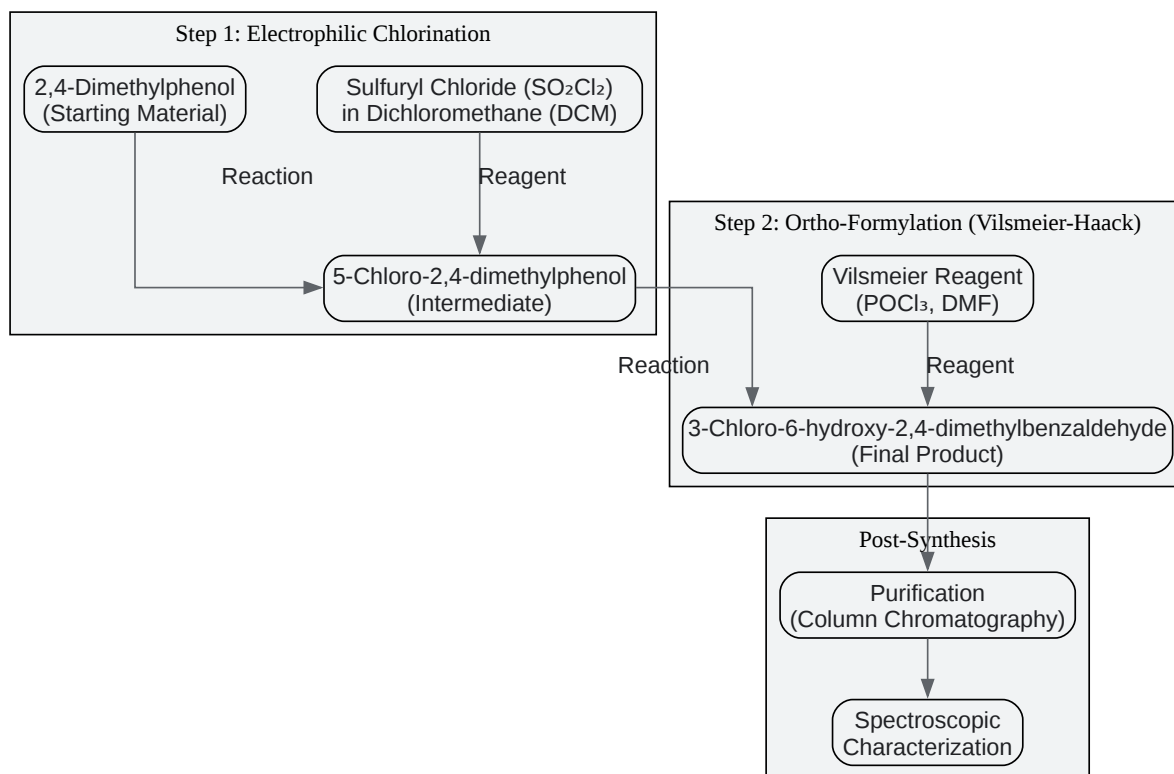 Step 1: Electrophilic Chlorination
2,4-Dimethylphenol
(Starting Material)
Sulfuryl Chloride (SO₂Cl₂)
in Dichloromethane (DCM)
Reaction
Reagent
5-Chloro-2,4-dimethylphenol
(Intermediate)
Step 2: Ortho-Formylation (Vilsmeier-Haack)
Vilsmeier Reagent
(POCl₃, DMF)
Reaction
Reagent
3-Chloro-6-hydroxy-2,4-dimethylbenzaldehyde
(Final Product)
Post-Synthesis
Purification
(Column Chromatography)
Spectroscopic
Characterization